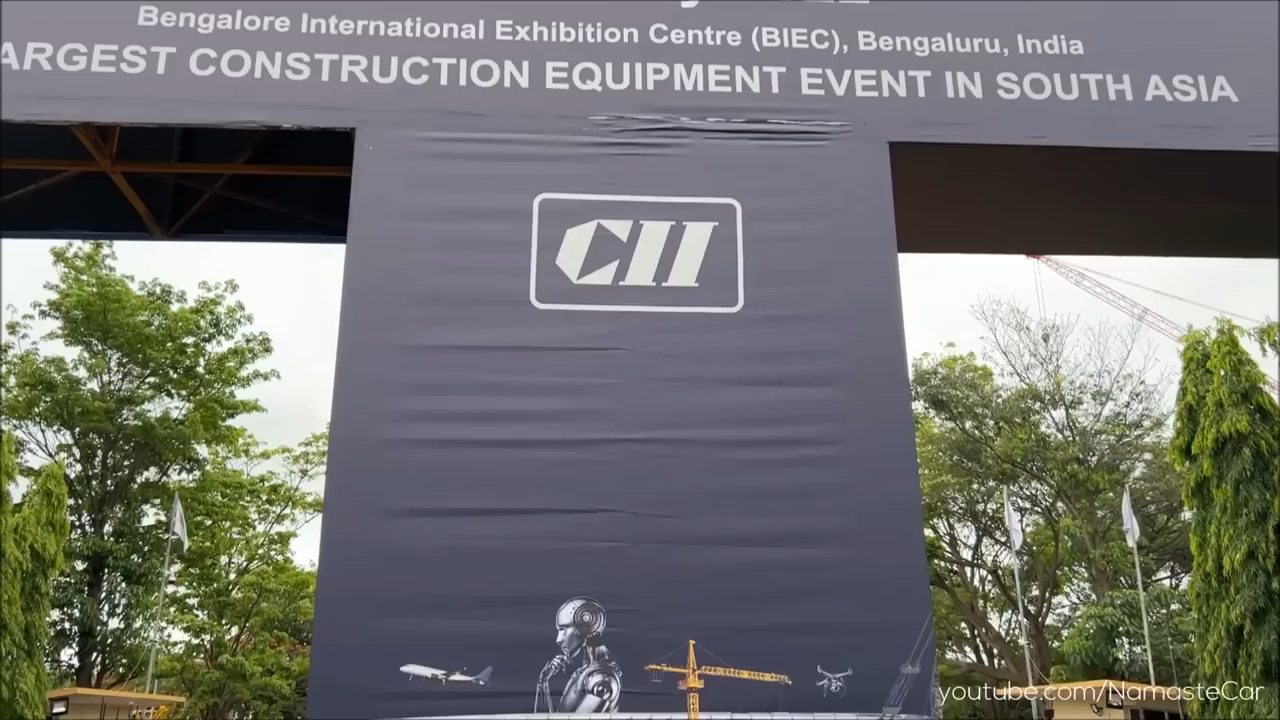 Bengalore International Exhibition Centre (BIEC), Bengaluru, India
ARGEST CONSTRUCTION EQUIPMENT EVENT IN SOUTH ASIA
CII
youtube.com/NamasteCar